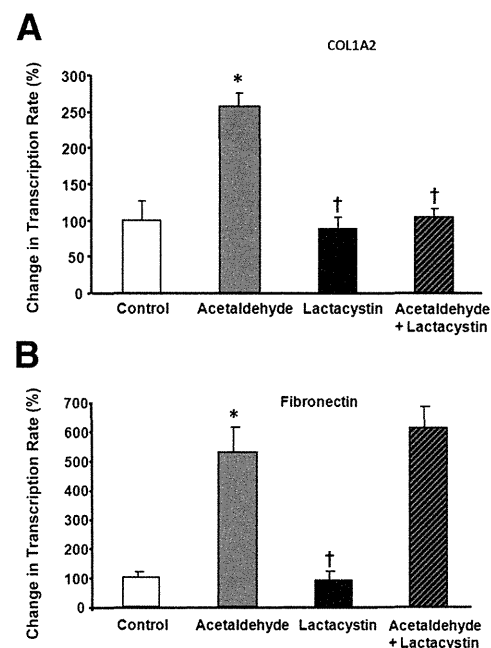 A
COL1A2
Change in Transcription Rate (%)
300
250
200
150
100
50
0
*
†
†
Control
Acetaldehyde
Lactacystin
Acetaldehyde
+ Lactacystin
B
Fibronectin
Change in Transcription Rate (%)
700
600
500
400
300
200
100
0
*
†
Control
Acetaldehyde
Lactacystin
Acetaldehyde
+ Lactacystin